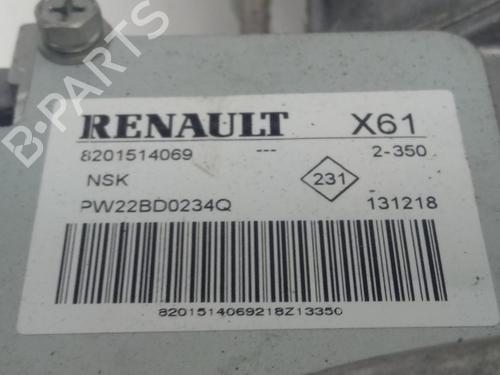 RENAULT X61
8201514069 --- 2-350
NSK 231
PW22BD0234Q 131218
8201514069218Z13350
B-PARTS